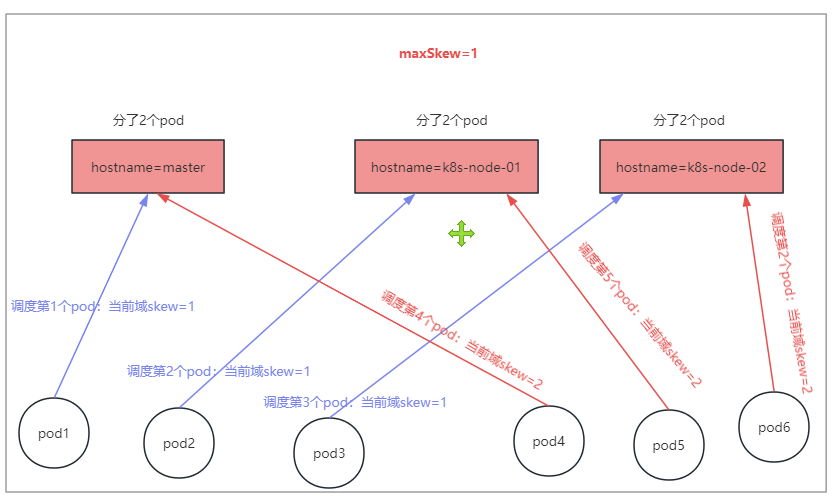 maxSkew=1
分了2个pod
分了2个pod
分了2个pod
hostname=master
hostname=k8s-node-01
hostname=k8s-node-02
调度第1个pod：当前域skew=1
调度第2个pod：当前域skew=1
调度第3个pod：当前域skew=1
调度第4个pod：当前域skew=2
调度第5个pod：当前域skew=2
调度第2个pod：当前域skew=2
pod1
pod2
pod3
pod4
pod5
pod6